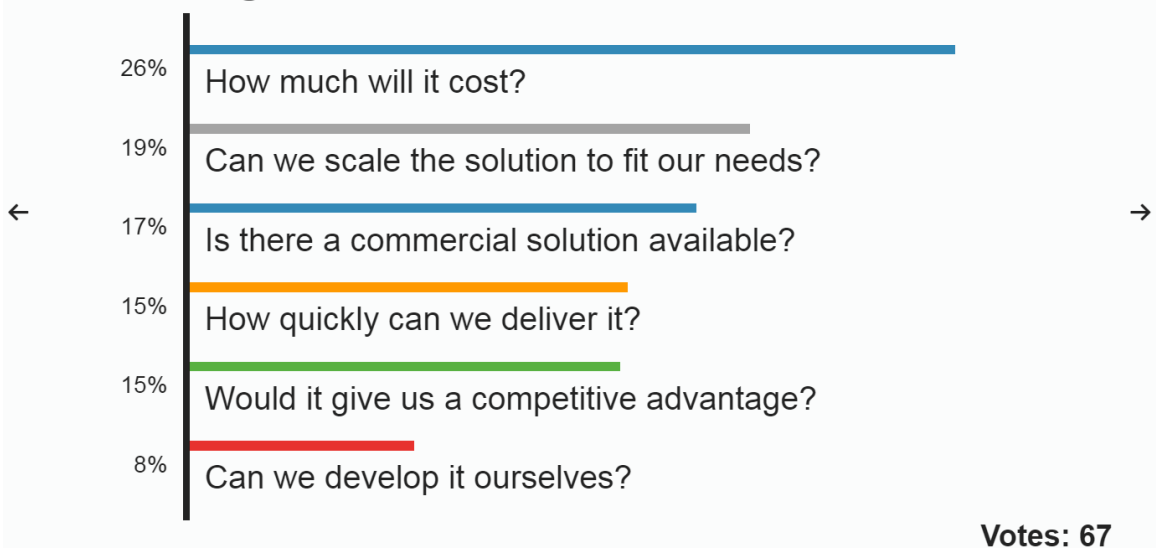 26%
How much will it cost?
19%
Can we scale the solution to fit our needs?
17%
Is there a commercial solution available?
15%
How quickly can we deliver it?
15%
Would it give us a competitive advantage?
8%
Can we develop it ourselves?
Votes: 67